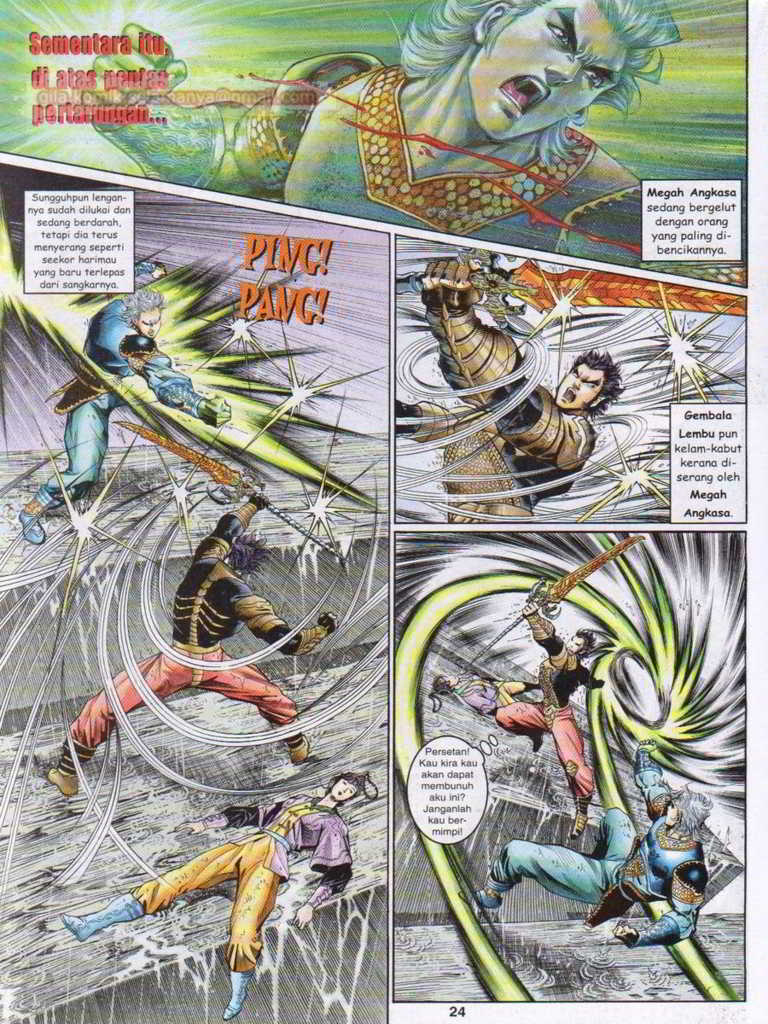 Sementara itu,
di atas pentas
pertarungan...
Megah Angkasa
sedang bergelut
dengan orang
yang paling di-
bencikannya.
Sungguhpun lengan-
nya sudah dilukai dan
sedang berdarah,
tetapi dia terus
menyerang seperti
seekor harimau
yang baru terlepas
dari sangkarnya.
PING!
PANG!
Gembala
Lembu pun
kelam-kabut
kerana di-
serang oleh
Megah
Angkasa.
Persetan!
Kau kira kau
akan dapat
membunuh
aku ini?
Janganlah
kau ber-
mimpi!
24